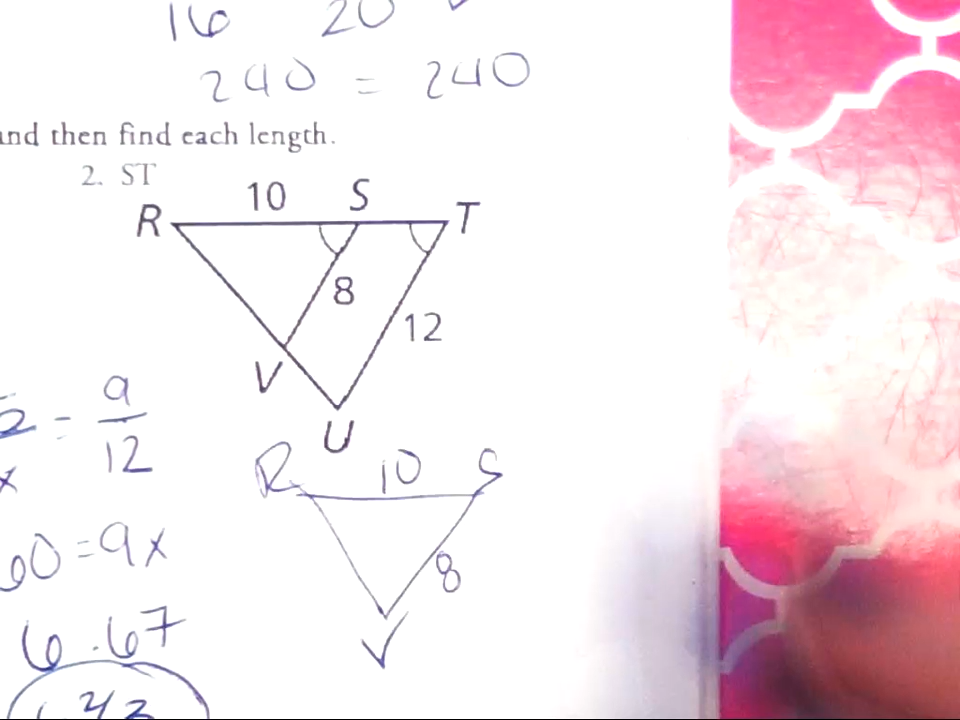 16 20
240 = 240
and then find each length.
2. ST
R 10 S T
8
12
V
U
= 9
12
x
R 10 S
60 = 9x
8
6.67
V